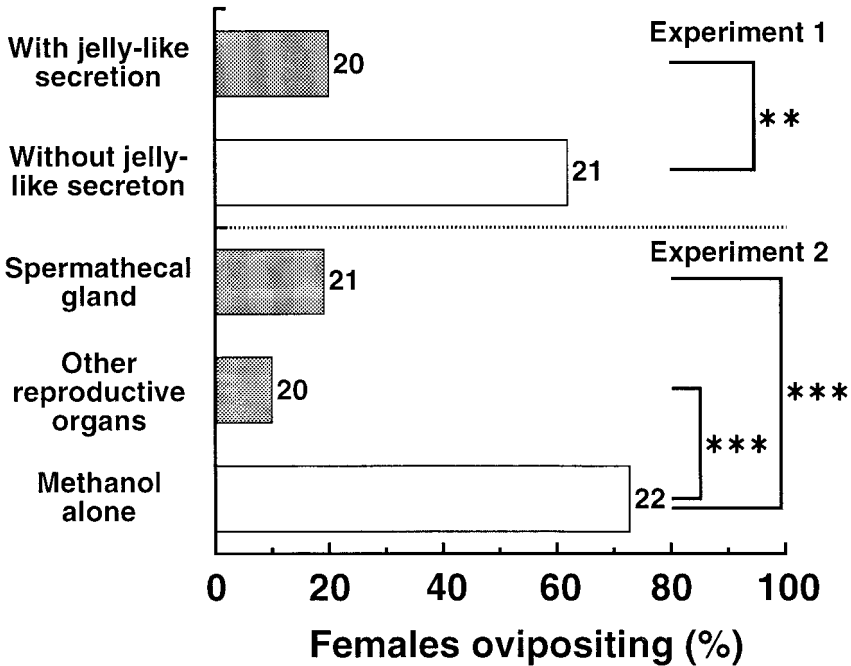 With jelly-like
secretion
20
Experiment 1
**
Without jelly-
like secreton
21
Experiment 2
Spermathecal
gland
21
Other
reproductive
organs
20
***
***
Methanol
alone
22
0 20 40 60 80 100
Females ovipositing (%)